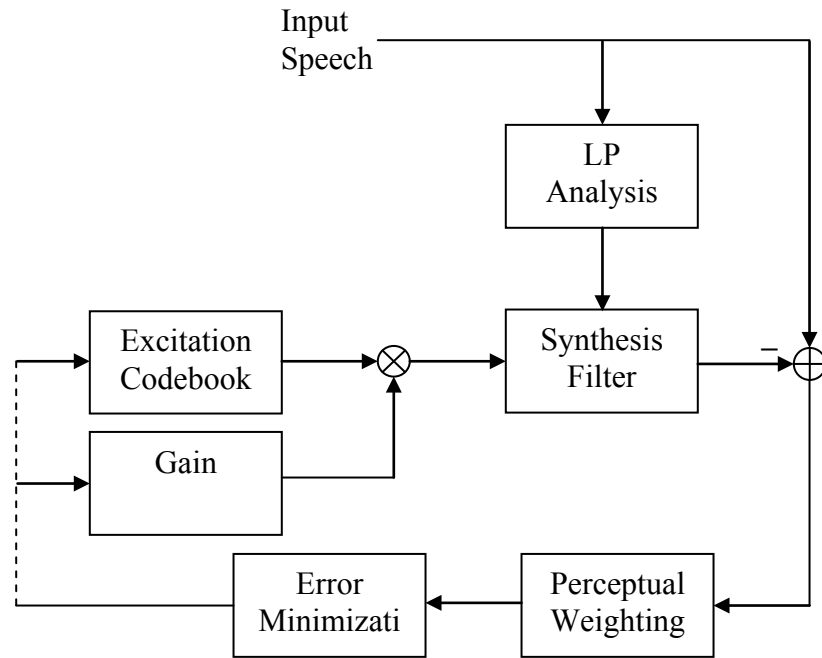 Input
Speech
LP
Analysis
Excitation
Codebook
Synthesis
Filter
–
Gain
Error
Minimizati
Perceptual
Weighting